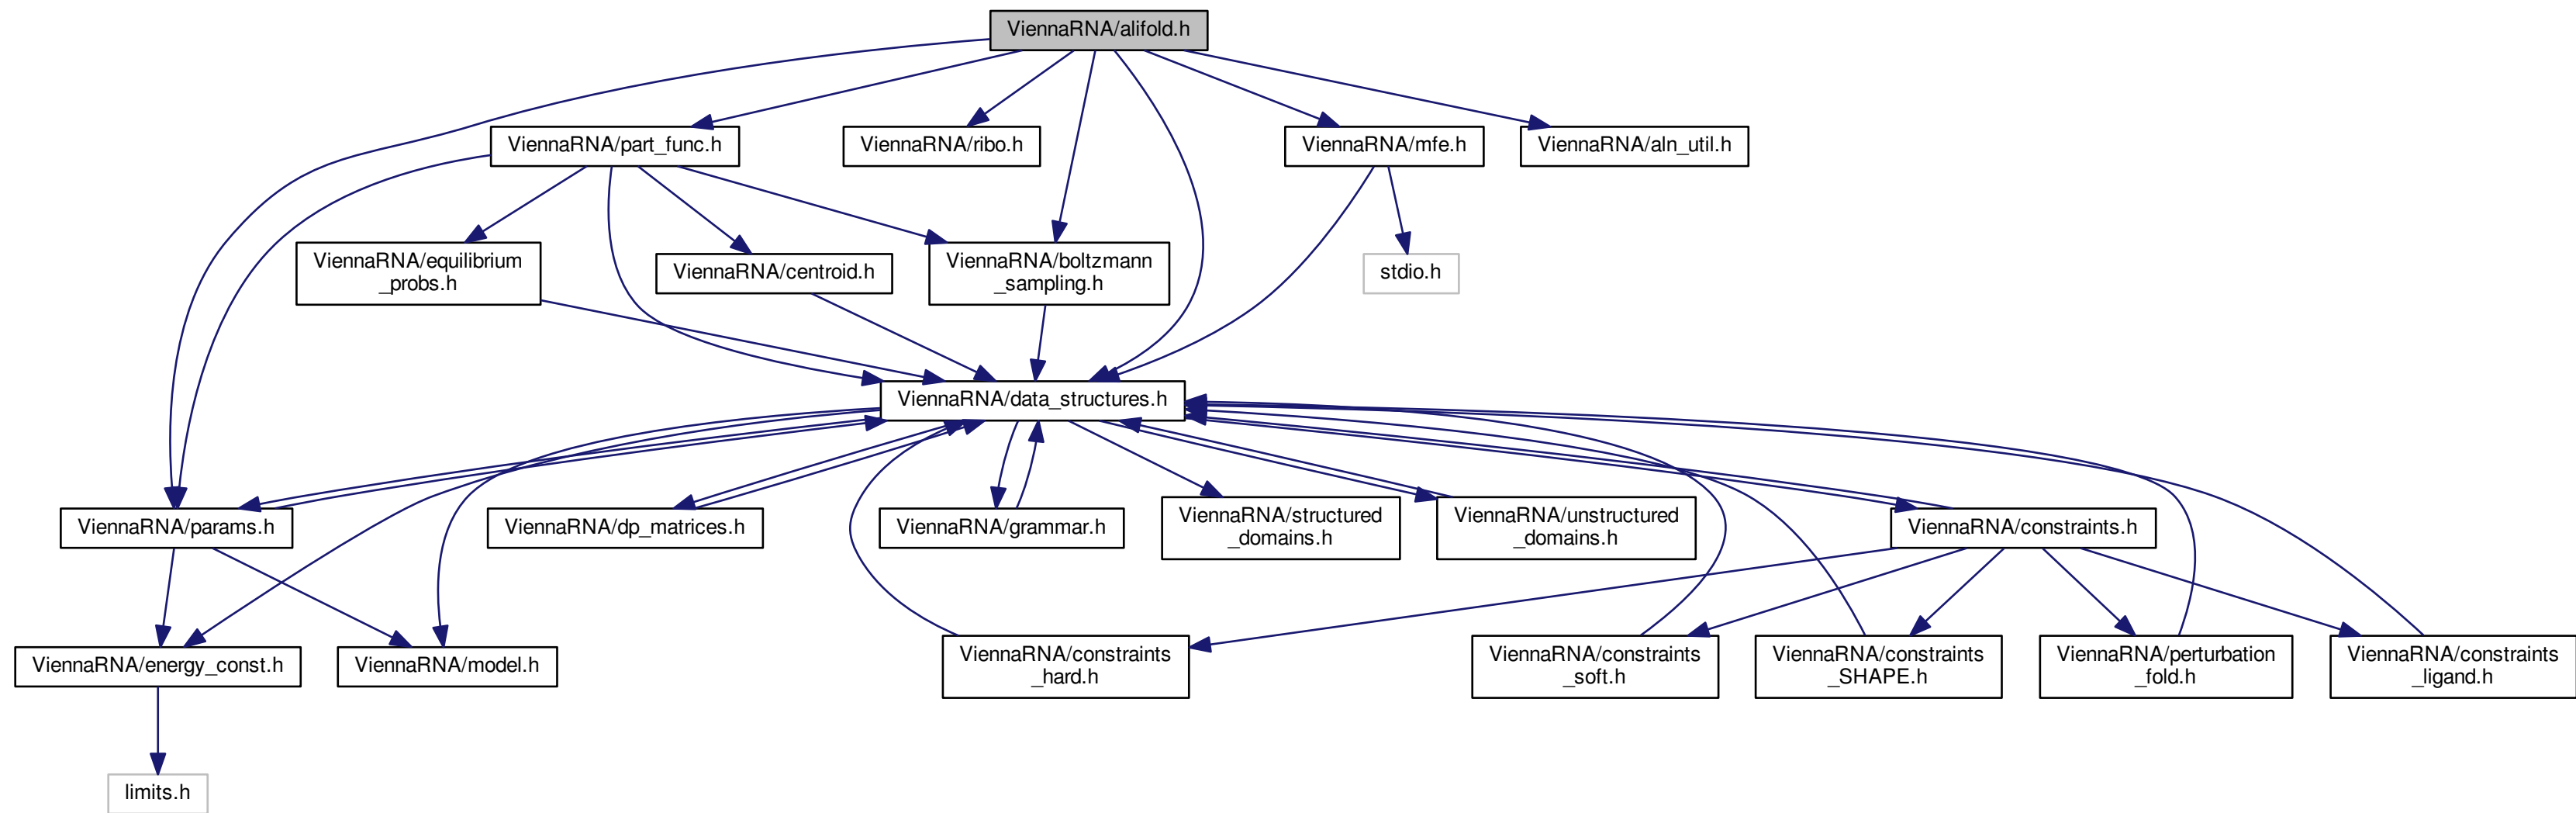 ViennaRNA/alifold.h
ViennaRNA/part_func.h
ViennaRNA/ribo.h
ViennaRNA/mfe.h
ViennaRNA/aln_util.h
ViennaRNA/equilibrium
_probs.h
ViennaRNA/centroid.h
ViennaRNA/boltzmann
_sampling.h
stdio.h
ViennaRNA/data_structures.h
ViennaRNA/params.h
ViennaRNA/dp_matrices.h
ViennaRNA/grammar.h
ViennaRNA/structured
_domains.h
ViennaRNA/unstructured
_domains.h
ViennaRNA/constraints.h
ViennaRNA/energy_const.h
ViennaRNA/model.h
ViennaRNA/constraints
_hard.h
ViennaRNA/constraints
_soft.h
ViennaRNA/constraints
_SHAPE.h
ViennaRNA/perturbation
_fold.h
ViennaRNA/constraints
_ligand.h
limits.h